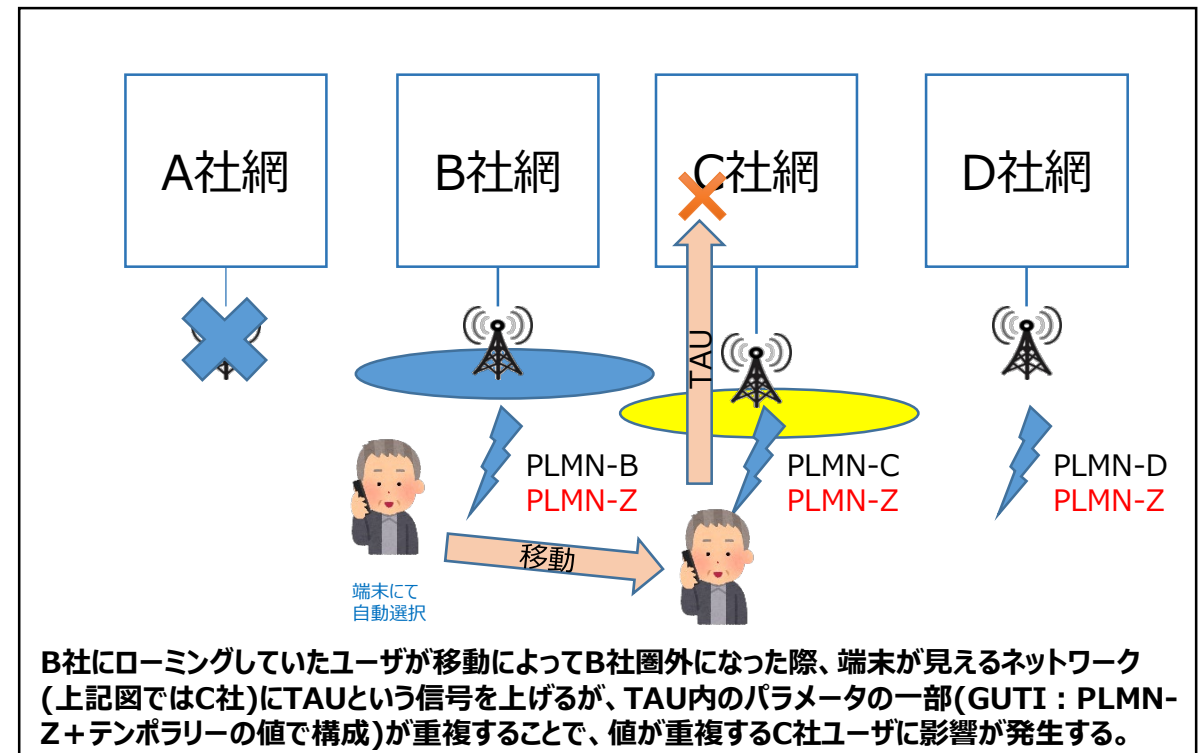 A社網
B社網
C社網
D社網
TAU
PLMN-B
PLMN-Z
PLMN-C
PLMN-Z
PLMN-D
PLMN-Z
移動
端末にて
自動選択
B社にローミングしていたユーザが移動によってB社圏外になった際、端末が見えるネットワーク
(上記図ではC社)にTAUという信号を上げるが、TAU内のパラメータの一部(GUTI：PLMN-
Z＋テンポラリーの値で構成)が重複することで、値が重複するC社ユーザに影響が発生する。